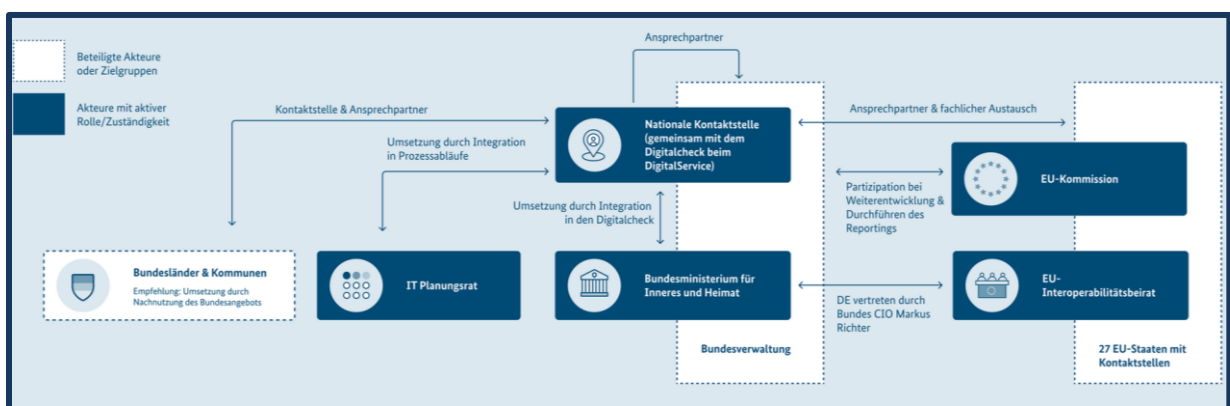 Beteiligte Akteure
oder Zielgruppen
Akteure mit aktiver
Rolle/Zuständigkeit
Ansprechpartner
Kontaktstelle & Ansprechpartner
Umsetzung durch Integration
in Prozessabläufe
Nationale Kontaktstelle
(gemeinsam mit dem
Digitalcheck beim
DigitalService)
Ansprechpartner & fachlicher Austausch
EU-Kommission
Partizipation bei
Weiterentwicklung &
Durchführen des
Reportings
Umsetzung durch Integration
in den Digitalcheck
Bundesländer & Kommunen
Empfehlung: Umsetzung durch
Nachnutzung des Bundesangebots
IT Planungsrat
Bundesministerium für
Inneres und Heimat
DE vertreten durch
Bundes CIO Markus
Richter
EU-
Interoperabilitätsbeirat
Bundesverwaltung
27 EU-Staaten mit
Kontaktstellen